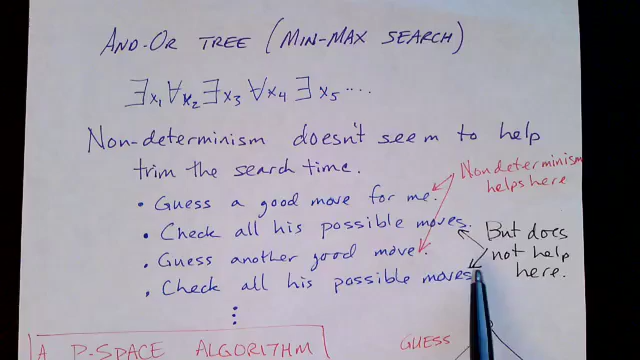 AND-OR TREE (MIN-MAX SEARCH)
∃x₁ ∀x₂ ∃x₃ ∀x₄ ∃x₅ ....
Non-determinism doesn't seem to help
trim the search time.
• Guess a good move for me.
• Check all his possible moves.
• Guess another good move.
• Check all his possible moves
⋮
Non determinism
helps here
But does
not help
here.
A P-SPACE ALGORITHM
GUESS